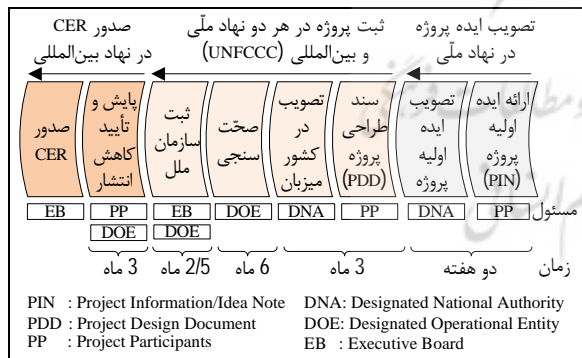 تصویب ایده پروژه
در نهاد ملّی
ثبت پروژه در هر دو نهاد ملّی
و بین‌المللی (UNFCCC)
صدور CER
در نهاد بین‌المللی
ارائه ایده
اولیه
پروژه
(PIN)
تصویب
ایده
اولیه
پروژه
سند
طراحی
پروژه
(PDD)
تصویب
در
کشور
میزبان
صحّت
سنجی
ثبت
سازمان
ملل
پایش و
تأیید
کاهش
انتشار
صدور
CER
مسئول
PP
DNA
PP
DNA
DOE
EB
DOE
PP
DOE
EB
زمان
دو هفته
3 ماه
6 ماه
2/5 ماه
3 ماه
PIN : Project Information/Idea Note
PDD : Project Design Document
PP : Project Participants
DNA: Designated National Authority
DOE: Designated Operational Entity
EB : Executive Board